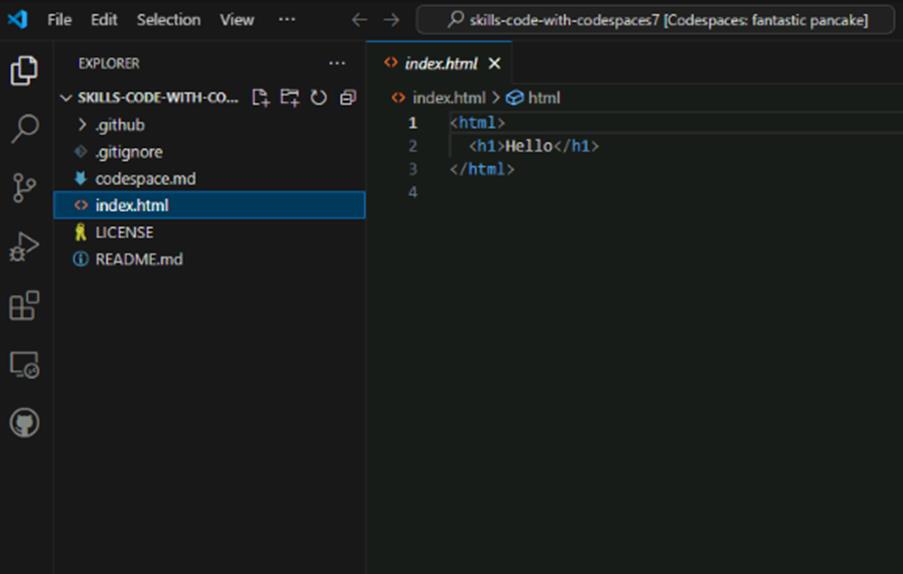 File Edit Selection View ···
skills-code-with-codespaces7 [Codespaces: fantastic pancake]
EXPLORER ···
SKILLS-CODE-WITH-CO...
.github
.gitignore
codespace.md
index.html
LICENSE
README.md
index.html
index.html > html
1 <html>
2 <h1>Hello</h1>
3 </html>
4